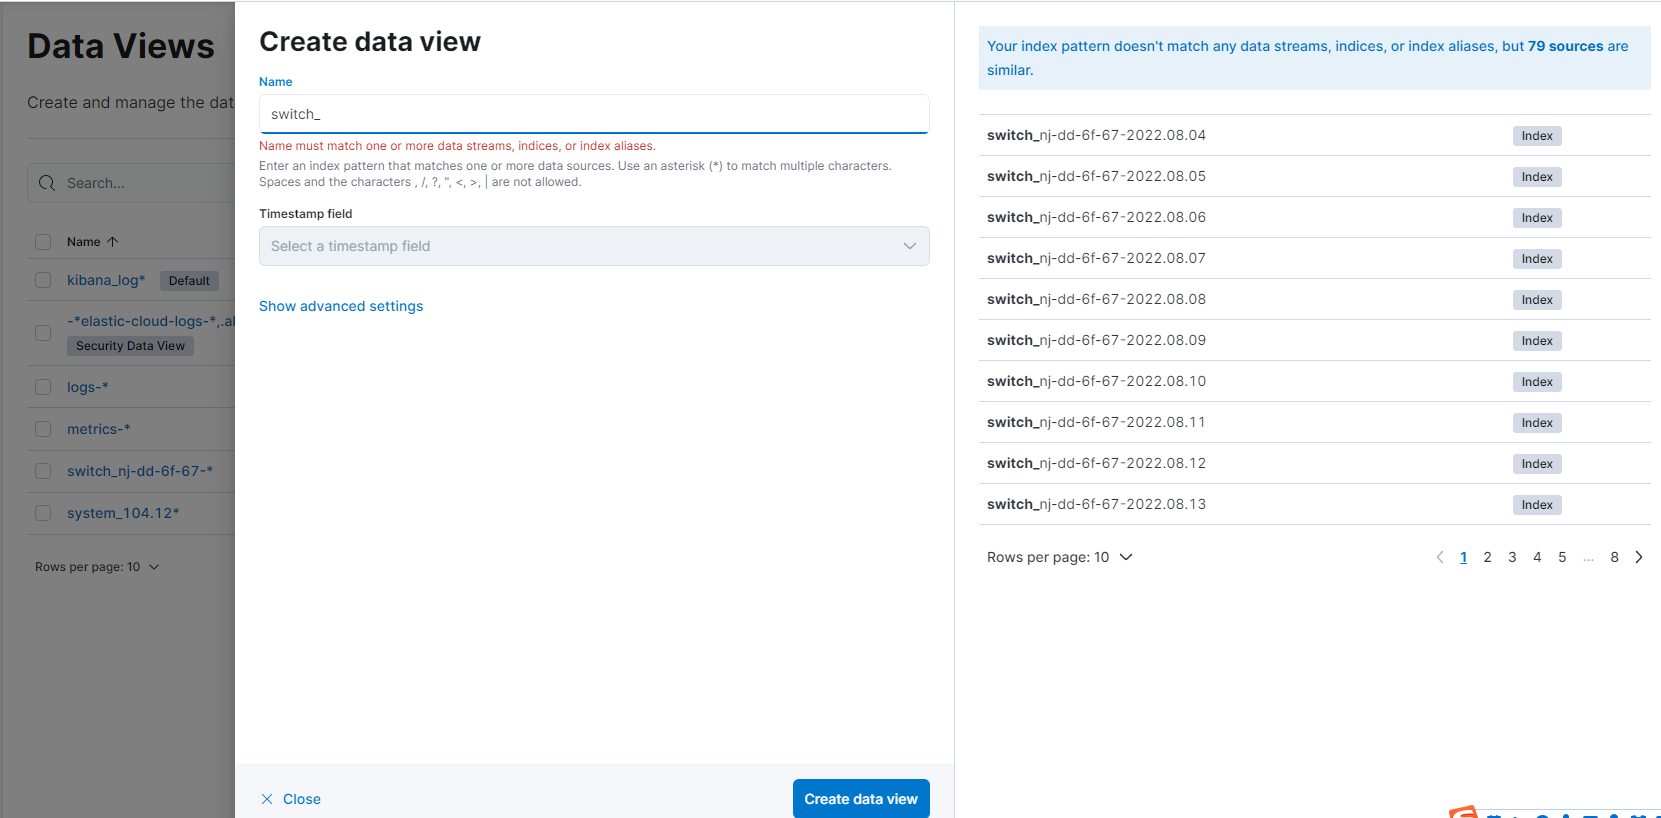 Data Views
Create and manage the dat
Search...
Name
kibana_log* Default
-*elastic-cloud-logs-*,.al
Security Data View
logs-*
metrics-*
switch_nj-dd-6f-67-*
system_104.12*
Rows per page: 10
Create data view
Name
switch_
Name must match one or more data streams, indices, or index aliases.
Enter an index pattern that matches one or more data sources. Use an asterisk (*) to match multiple characters.
Spaces and the characters , /, ?, ", <, >, | are not allowed.
Timestamp field
Select a timestamp field
Show advanced settings
Close
Create data view
Your index pattern doesn't match any data streams, indices, or index aliases, but 79 sources are
similar.
switch_nj-dd-6f-67-2022.08.04 Index
switch_nj-dd-6f-67-2022.08.05 Index
switch_nj-dd-6f-67-2022.08.06 Index
switch_nj-dd-6f-67-2022.08.07 Index
switch_nj-dd-6f-67-2022.08.08 Index
switch_nj-dd-6f-67-2022.08.09 Index
switch_nj-dd-6f-67-2022.08.10 Index
switch_nj-dd-6f-67-2022.08.11 Index
switch_nj-dd-6f-67-2022.08.12 Index
switch_nj-dd-6f-67-2022.08.13 Index
Rows per page: 10
1 2 3 4 5 ... 8